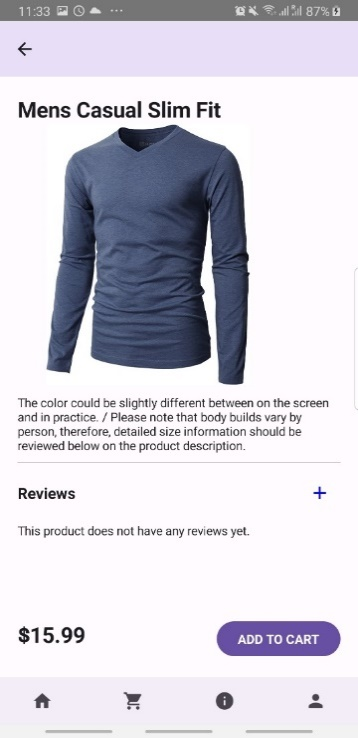 11:33 87%
Mens Casual Slim Fit
The color could be slightly different between on the screen
and in practice. / Please note that body builds vary by
person, therefore, detailed size information should be
reviewed below on the product description.
Reviews +
This product does not have any reviews yet.
$15.99
ADD TO CART